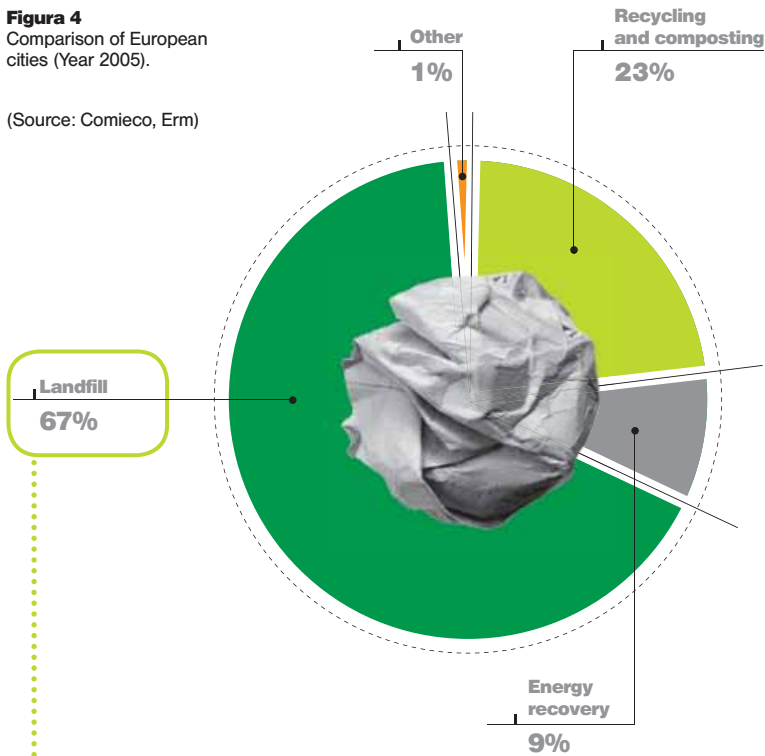 Figura 4
Comparison of European
cities (Year 2005).
(Source: Comieco, Erm)
Other
1%
Recycling
and composting
23%
Landfill
67%
Energy
recovery
9%